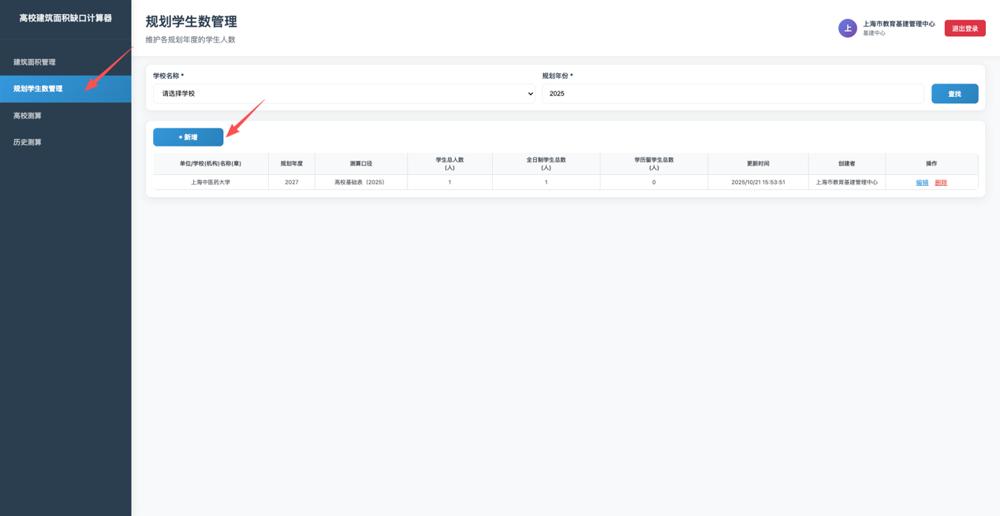 高校建筑面积缺口计算器
建筑面积管理
规划学生数管理
高校测算
历史测算
规划学生数管理
维护各规划年度的学生人数
上
上海市教育基建管理中心
基建中心
退出登录
学校名称 *
请选择学校
规划年份 *
2025
查找
+ 新增
单位/学校(机构)名称(章) 规划年度 测算口径 学生总人数(人) 全日制学生总数(人) 学历留学生总数(人) 更新时间 创建者 操作
上海中医药大学 2027 高校基础表（2025） 1 1 0 2025/10/21 15:53:51 上海市教育基建管理中心 编辑 删除